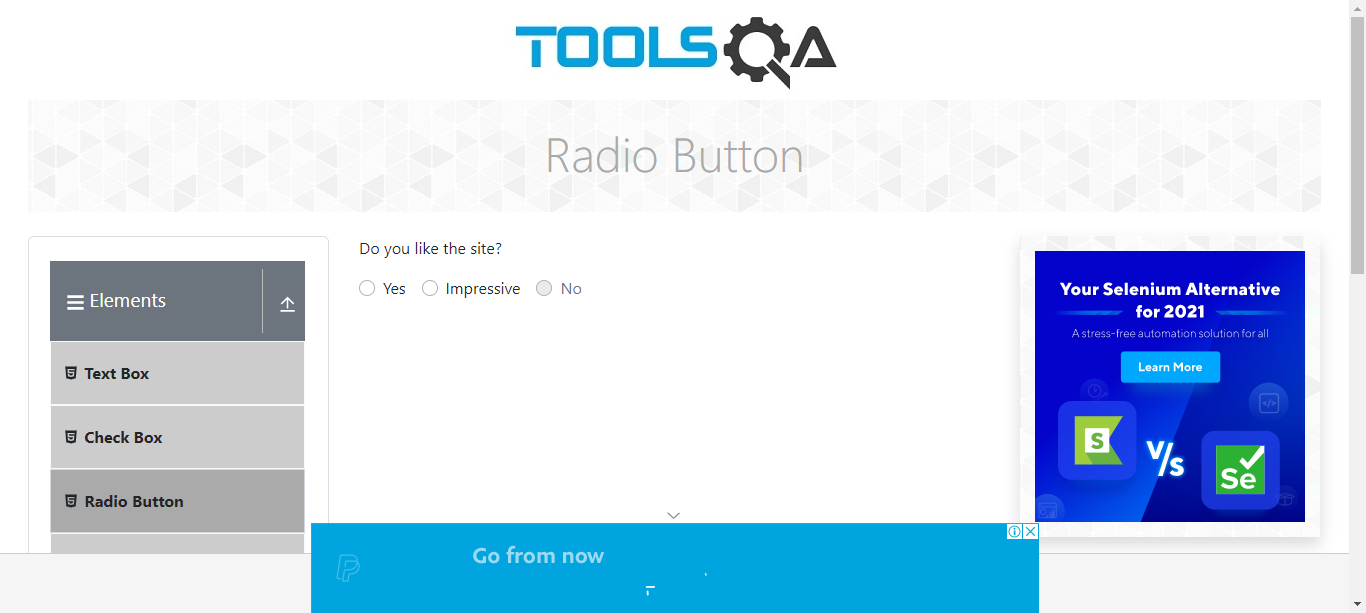 TOOLSQA
Radio Button
Elements
Text Box
Check Box
Radio Button
Do you like the site?
Yes Impressive No
Your Selenium Alternative
for 2021
A stress-free automation solution for all
Learn More
S
V/s
Se
Go from now